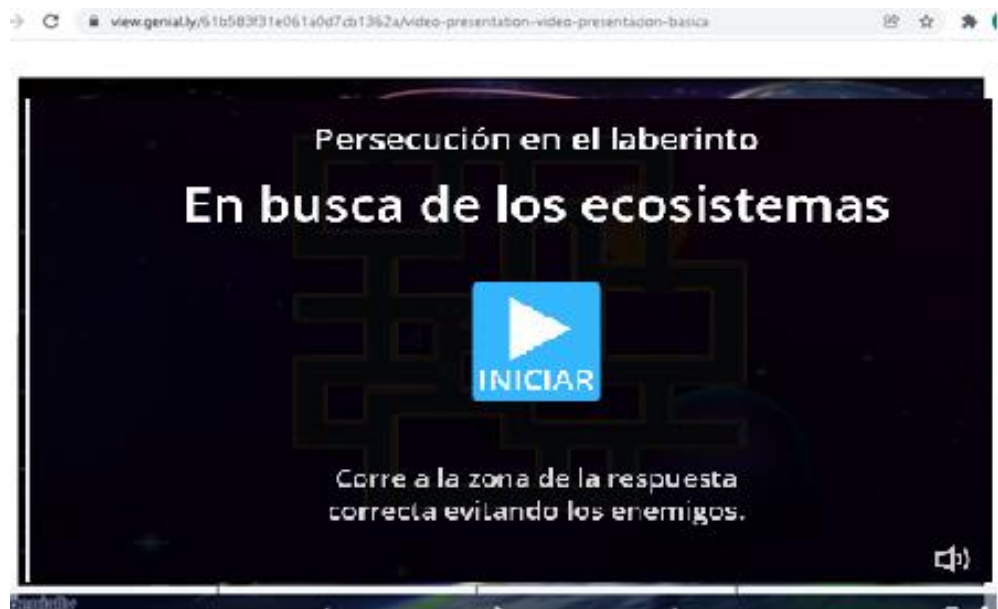 view.genial.ly/61b583f31e061a0d7cb1362a/video-presentation-video-presentacion-basica
Persecución en el laberinto
En busca de los ecosistemas
INICIAR
Corre a la zona de la respuesta
correcta evitando los enemigos.